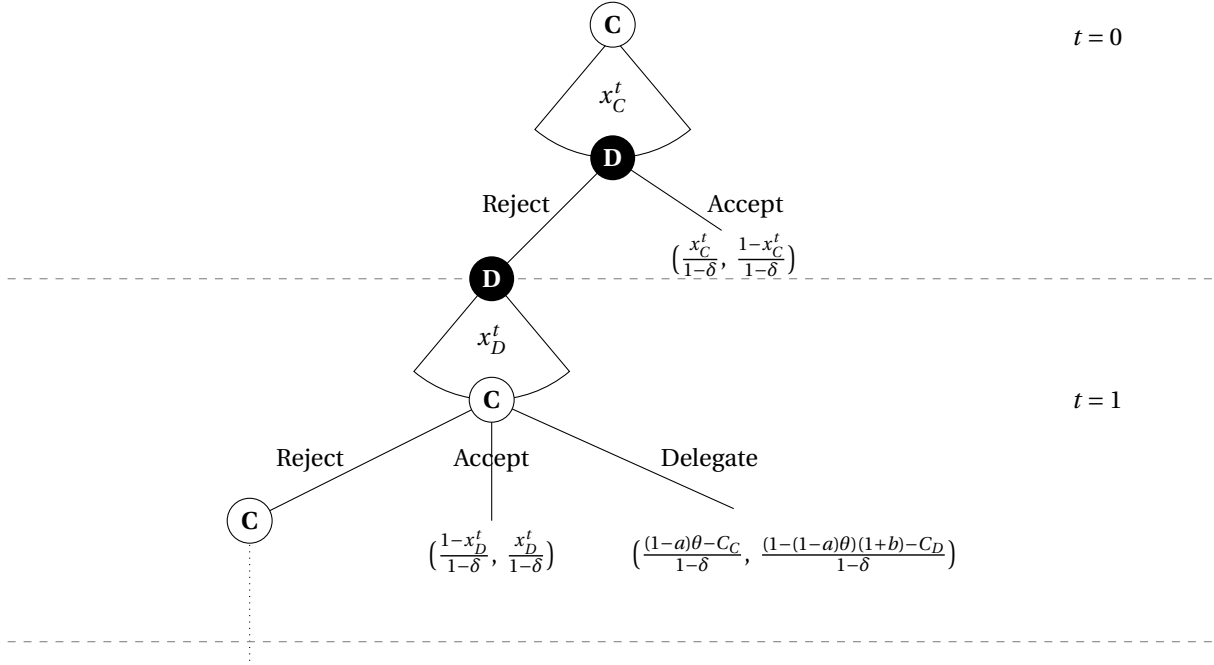 C
t = 0
x_C^t
D
Reject Accept
(x_C^t/(1−δ), (1−x_C^t)/(1−δ))
D
x_D^t
C
t = 1
Reject Accept Delegate
C
((1−x_D^t)/(1−δ), x_D^t/(1−δ)) (((1−a)θ−C_C)/(1−δ), ((1−(1−a)θ)(1+b)−C_D)/(1−δ))